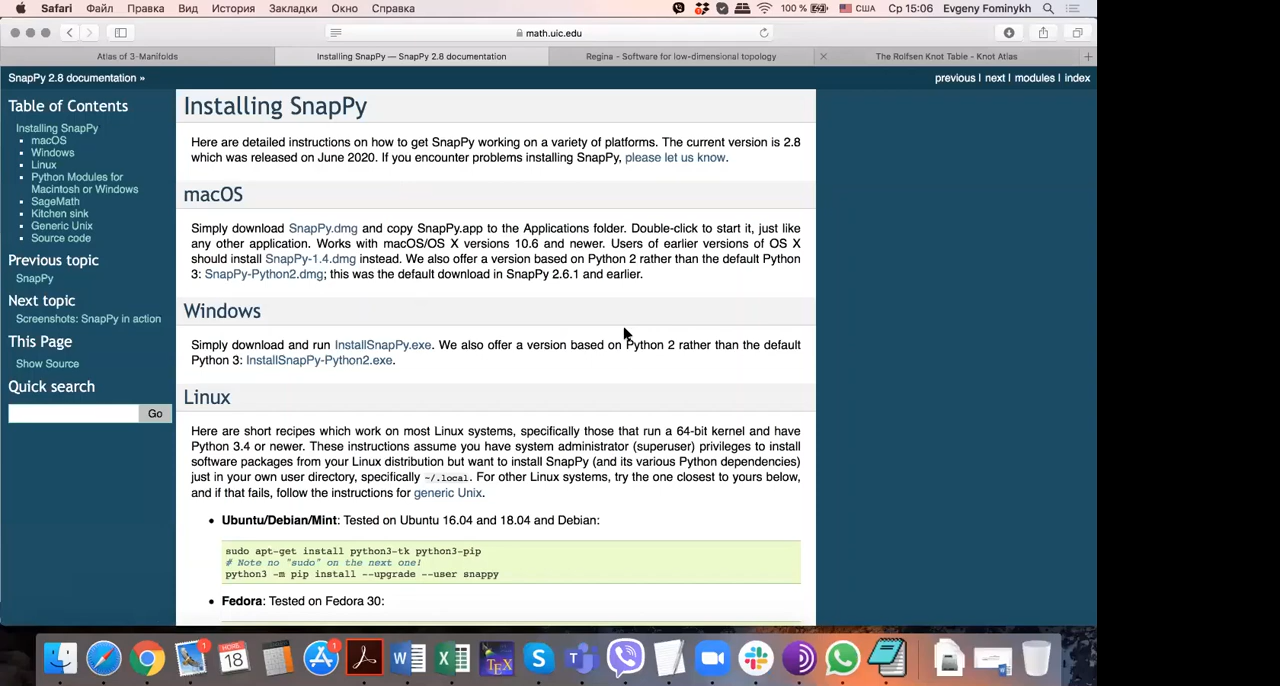 Safari Файл Правка Вид История Закладки Окно Справка 100 % США Ср 15:06 Evgeny Fominykh
math.uic.edu
Atlas of 3-Manifolds Installing SnapPy — SnapPy 2.8 documentation Regina - Software for low-dimensional topology The Rolfsen Knot Table - Knot Atlas
SnapPy 2.8 documentation » previous | next | modules | index
Table of Contents
Installing SnapPy
macOS
Windows
Linux
Python Modules for
Macintosh or Windows
SageMath
Kitchen sink
Generic Unix
Source code
Previous topic
SnapPy
Next topic
Screenshots: SnapPy in action
This Page
Show Source
Quick search
Go
Installing SnapPy
Here are detailed instructions on how to get SnapPy working on a variety of platforms. The current version is 2.8
which was released on June 2020. If you encounter problems installing SnapPy, please let us know.
macOS
Simply download SnapPy.dmg and copy SnapPy.app to the Applications folder. Double-click to start it, just like
any other application. Works with macOS/OS X versions 10.6 and newer. Users of earlier versions of OS X
should install SnapPy-1.4.dmg instead. We also offer a version based on Python 2 rather than the default Python
3: SnapPy-Python2.dmg; this was the default download in SnapPy 2.6.1 and earlier.
Windows
Simply download and run InstallSnapPy.exe. We also offer a version based on Python 2 rather than the default
Python 3: InstallSnapPy-Python2.exe.
Linux
Here are short recipes which work on most Linux systems, specifically those that run a 64-bit kernel and have
Python 3.4 or newer. These instructions assume you have system administrator (superuser) privileges to install
software packages from your Linux distribution but want to install SnapPy (and its various Python dependencies)
just in your own user directory, specifically ~/.local. For other Linux systems, try the one closest to yours below,
and if that fails, follow the instructions for generic Unix.
Ubuntu/Debian/Mint: Tested on Ubuntu 16.04 and 18.04 and Debian:
sudo apt-get install python3-tk python3-pip
# Note no "sudo" on the next one!
python3 -m pip install --upgrade --user snappy
Fedora: Tested on Fedora 30:
1
НОЯБ.
18
1
W
X
TEX
S
T